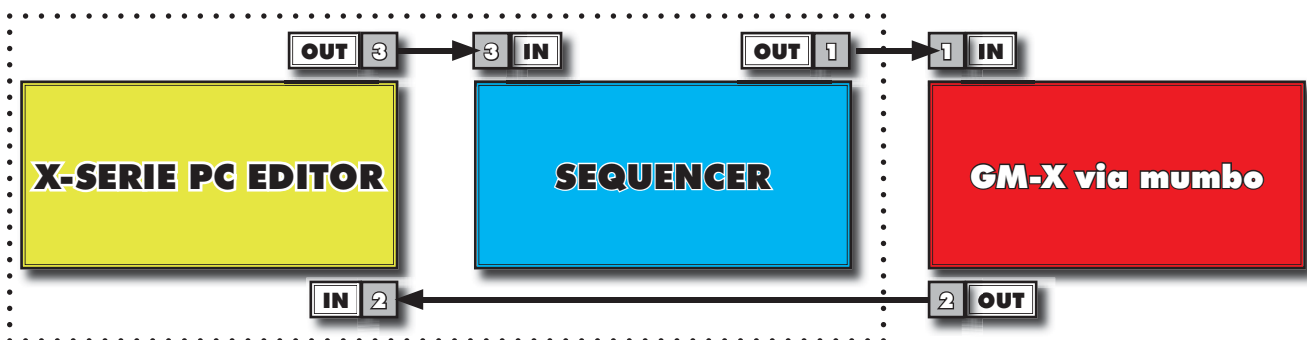 OUT 3
3 IN
OUT 1
1 IN
X-SERIE PC EDITOR
SEQUENCER
GM-X via mumbo
IN 2
2 OUT